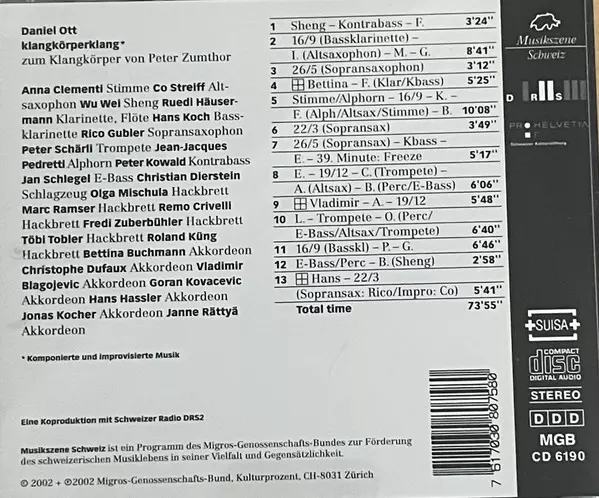 Daniel Ott
klangkörperklang*
zum Klangkörper von Peter Zumthor
Anna Clementi Stimme Co Streiff Alt-
saxophon Wu Wei Sheng Ruedi Häuser-
mann Klarinette, Flöte Hans Koch Bass-
klarinette Rico Gubler Sopransaxophon
Peter Schärli Trompete Jean-Jacques
Pedretti Alphorn Peter Kowald Kontrabass
Jan Schlegel E-Bass Christian Dierstein
Schlagzeug Olga Mischula Hackbrett
Marc Ramser Hackbrett Remo Crivelli
Hackbrett Fredi Zuberbühler Hackbrett
Töbi Tobler Hackbrett Roland Küng
Hackbrett Bettina Buchmann Akkordeon
Christophe Dufaux Akkordeon Vladimir
Blagojevic Akkordeon Goran Kovacevic
Akkordeon Hans Hassler Akkordeon
Jonas Kocher Akkordeon Janne Rättyä
Akkordeon
* Komponierte und improvisierte Musik
Eine Koproduktion mit Schweizer Radio DRS2
Musikszene Schweiz ist ein Programm des Migros-Genossenschafts-Bundes zur Förderung
des schweizerischen Musiklebens in seiner Vielfalt und Gegensätzlichkeit.
© 2002 + ℗2002 Migros-Genossenschafts-Bund, Kulturprozent, CH-8031 Zürich
1 Sheng – Kontrabass – F. 3'24"
2 16/9 (Bassklarinette) –
I. (Altsaxophon) – M. – G. 8'41"
3 26/5 (Sopransaxophon) 3'12"
4 Bettina – F. (Klar/Kbass) 5'25"
5 Stimme/Alphorn – 16/9 – K. –
F. (Alph/Altsax/Stimme) – B. 10'08"
6 22/3 (Sopransax) 3'49"
7 26/5 (Sopransax) – Kbass –
E. – 39. Minute: Freeze 5'17"
8 E. – 19/12 – C. (Trompete) –
A. (Altsax) – B. (Perc/E-Bass) 6'06"
9 Vladimir – A. – 19/12 5'48"
10 L. – Trompete – O. (Perc/
E-Bass/Altsax/Trompete) 6'40"
11 16/9 (Basskl) – P. – G. 6'46"
12 E-Bass/Perc – B. (Sheng) 2'58"
13 Hans – 22/3
(Sopransax: Rico/Impro: Co) 5'41"
Total time 73'55"
7 617030 807580
Musikszene
Schweiz
D R S
PRO HELVETIA
Schweizer Kulturstiftung
SUISA
COMPACT
disc
DIGITAL AUDIO
STEREO
DDD
MGB
CD 6190